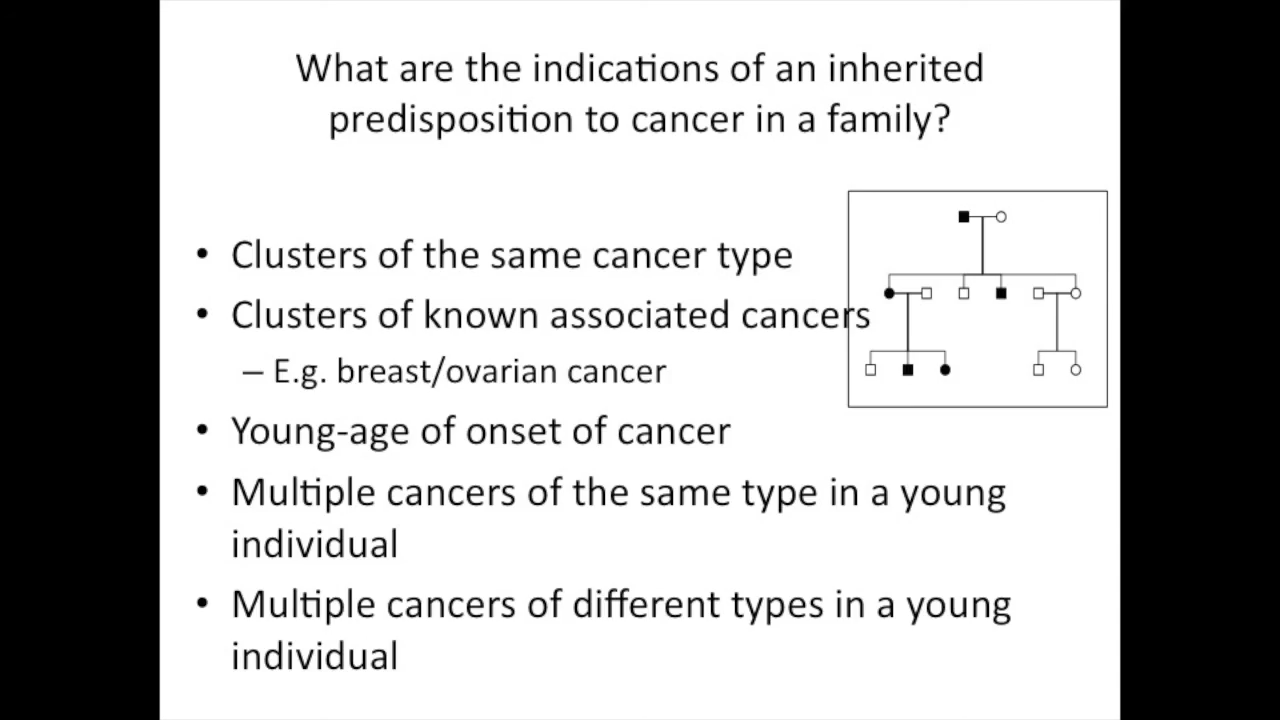 What are the indications of an inherited
predisposition to cancer in a family?
• Clusters of the same cancer type
• Clusters of known associated cancers
– E.g. breast/ovarian cancer
• Young-age of onset of cancer
• Multiple cancers of the same type in a young
individual
• Multiple cancers of different types in a young
individual